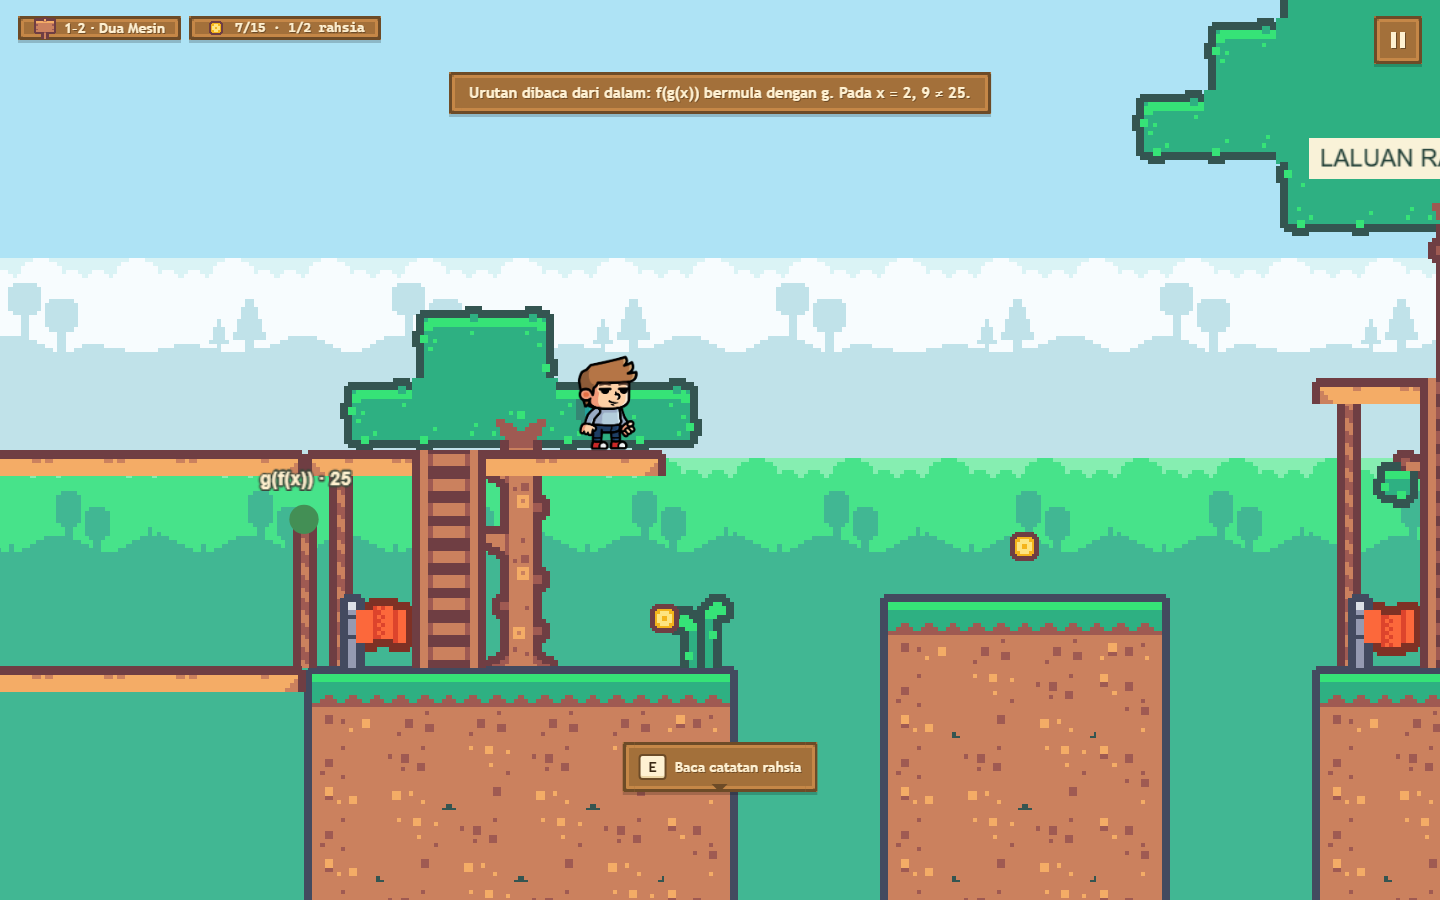 1-2 · Dua Mesin
7/15 · 1/2 rahsia
Urutan dibaca dari dalam: f(g(x)) bermula dengan g. Pada x = 2, 9 ≠ 25.
LALUAN RA
g(f(x)) · 25
E Baca catatan rahsia